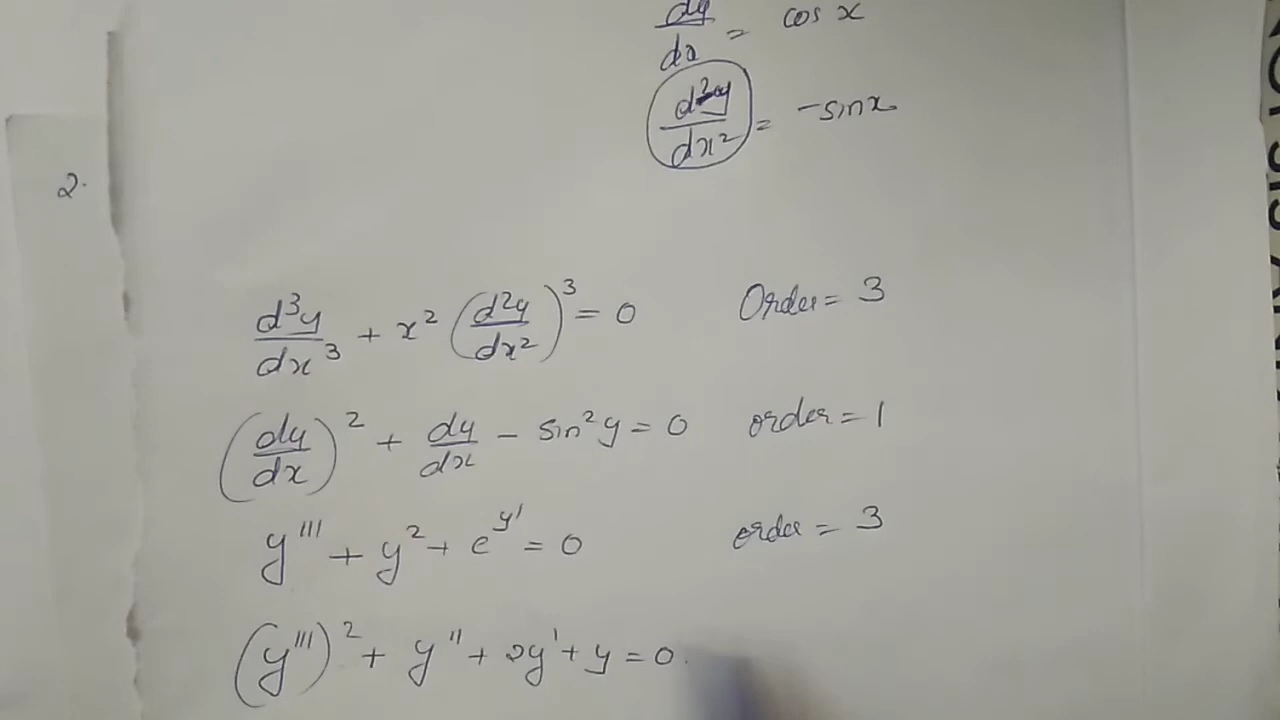 dy/dx = cos x
d²y/dx² = -sinx
2.
d³y/dx³ + x² (d²y/dx²)³ = 0 Order = 3
(dy/dx)² + dy/dx - sin²y = 0 order = 1
y''' + y² + e^y' = 0 order = 3
(y''')² + y'' + 2y' + y = 0.